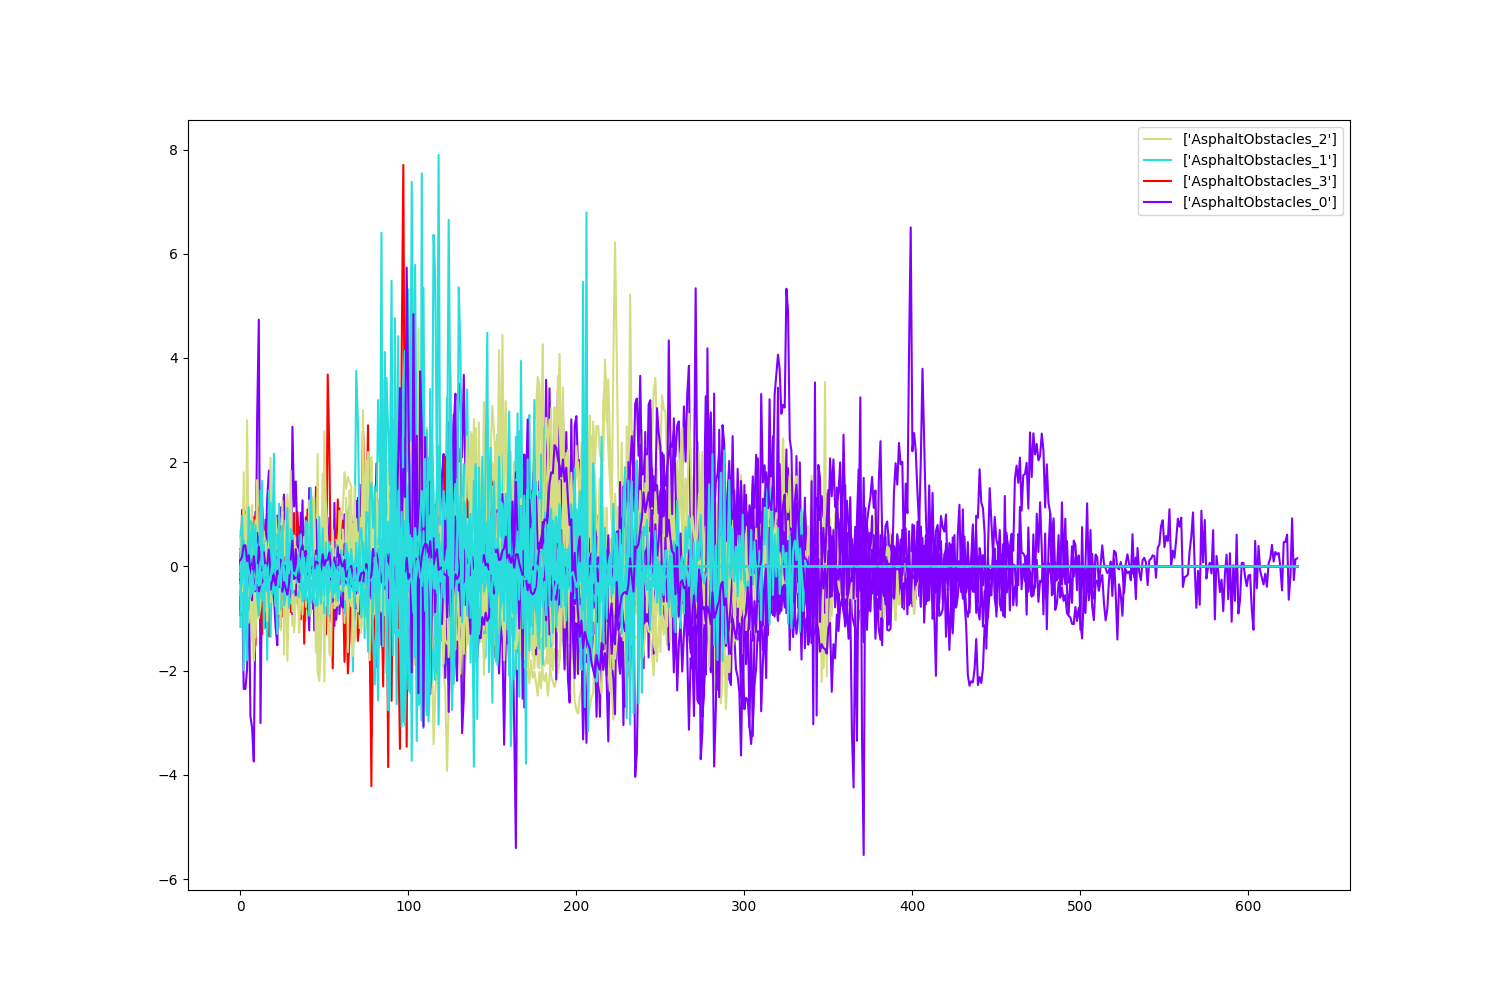 ['AsphaltObstacles_2']
['AsphaltObstacles_1']
['AsphaltObstacles_3']
['AsphaltObstacles_0']
8
6
4
2
0
−2
−4
−6
0 100 200 300 400 500 600